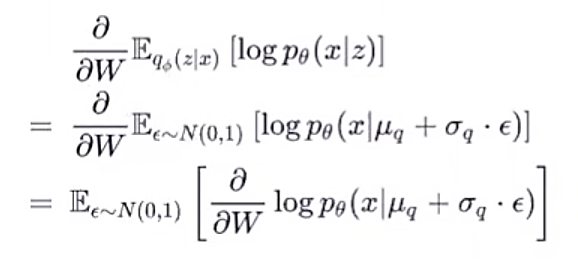 ∂/∂W 𝔼_{q_ϕ(z|x)} [log p_θ(x|z)]
= ∂/∂W 𝔼_{ϵ∼N(0,1)} [log p_θ(x|μ_q + σ_q · ϵ)]
= 𝔼_{ϵ∼N(0,1)} [∂/∂W log p_θ(x|μ_q + σ_q · ϵ)]